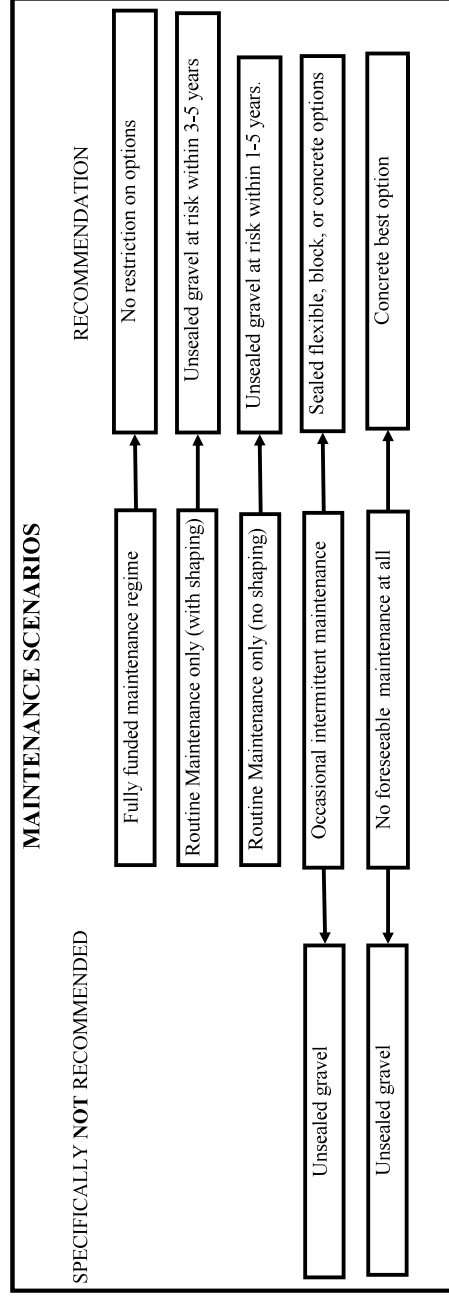 MAINTENANCE SCENARIOS
SPECIFICALLY NOT RECOMMENDED
RECOMMENDATION
Fully funded maintenance regime
No restriction on options
Routine Maintenance only (with shaping)
Unsealed gravel at risk within 3-5 years
Routine Maintenance only (no shaping)
Unsealed gravel at risk within 1-5 years.
Unsealed gravel
Occasional intermittent maintenance
Sealed flexible, block, or concrete options
Unsealed gravel
No foreseeable maintenance at all
Concrete best option